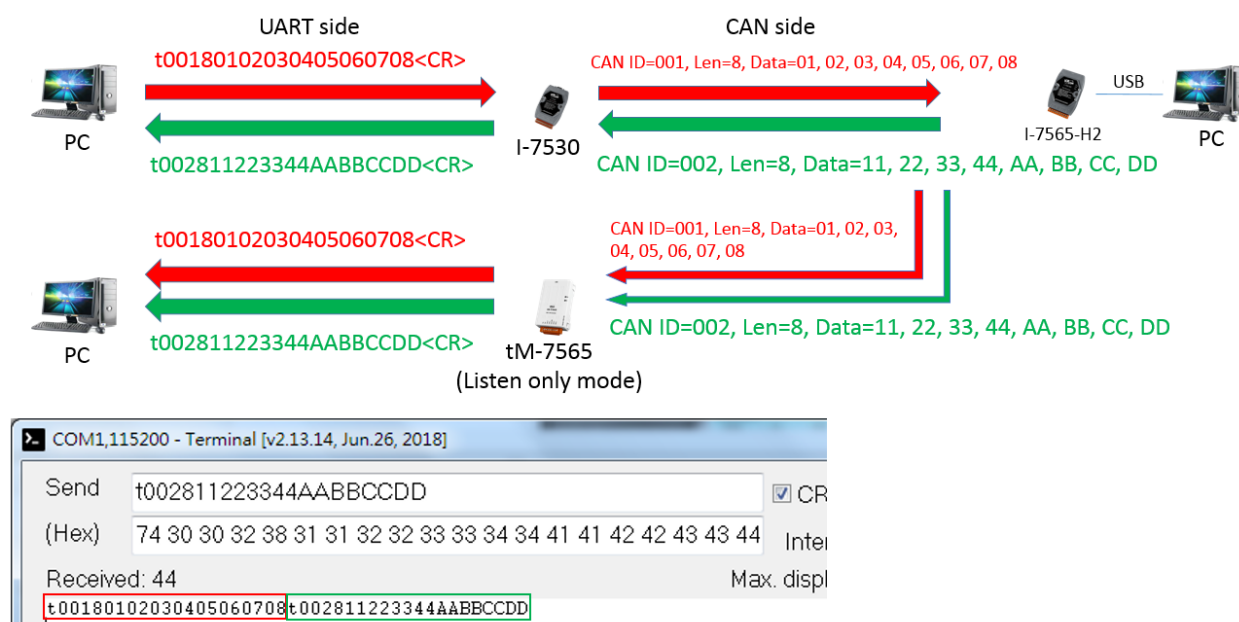 UART side
CAN side
t00180102030405060708<CR>
CAN ID=001, Len=8, Data=01, 02, 03, 04, 05, 06, 07, 08
USB
PC
I-7530
I-7565-H2
PC
t002811223344AABBCCDD<CR>
CAN ID=002, Len=8, Data=11, 22, 33, 44, AA, BB, CC, DD
t00180102030405060708<CR>
CAN ID=001, Len=8, Data=01, 02, 03,
04, 05, 06, 07, 08
t002811223344AABBCCDD<CR>
CAN ID=002, Len=8, Data=11, 22, 33, 44, AA, BB, CC, DD
PC
tM-7565
(Listen only mode)
COM1,115200 - Terminal [v2.13.14, Jun.26, 2018]
Send t002811223344AABBCCDD CR
(Hex) 74 30 30 32 38 31 31 32 32 33 33 34 34 41 41 42 42 43 43 44 Inter
Received: 44 Max. displ
t00180102030405060708t002811223344AABBCCDD